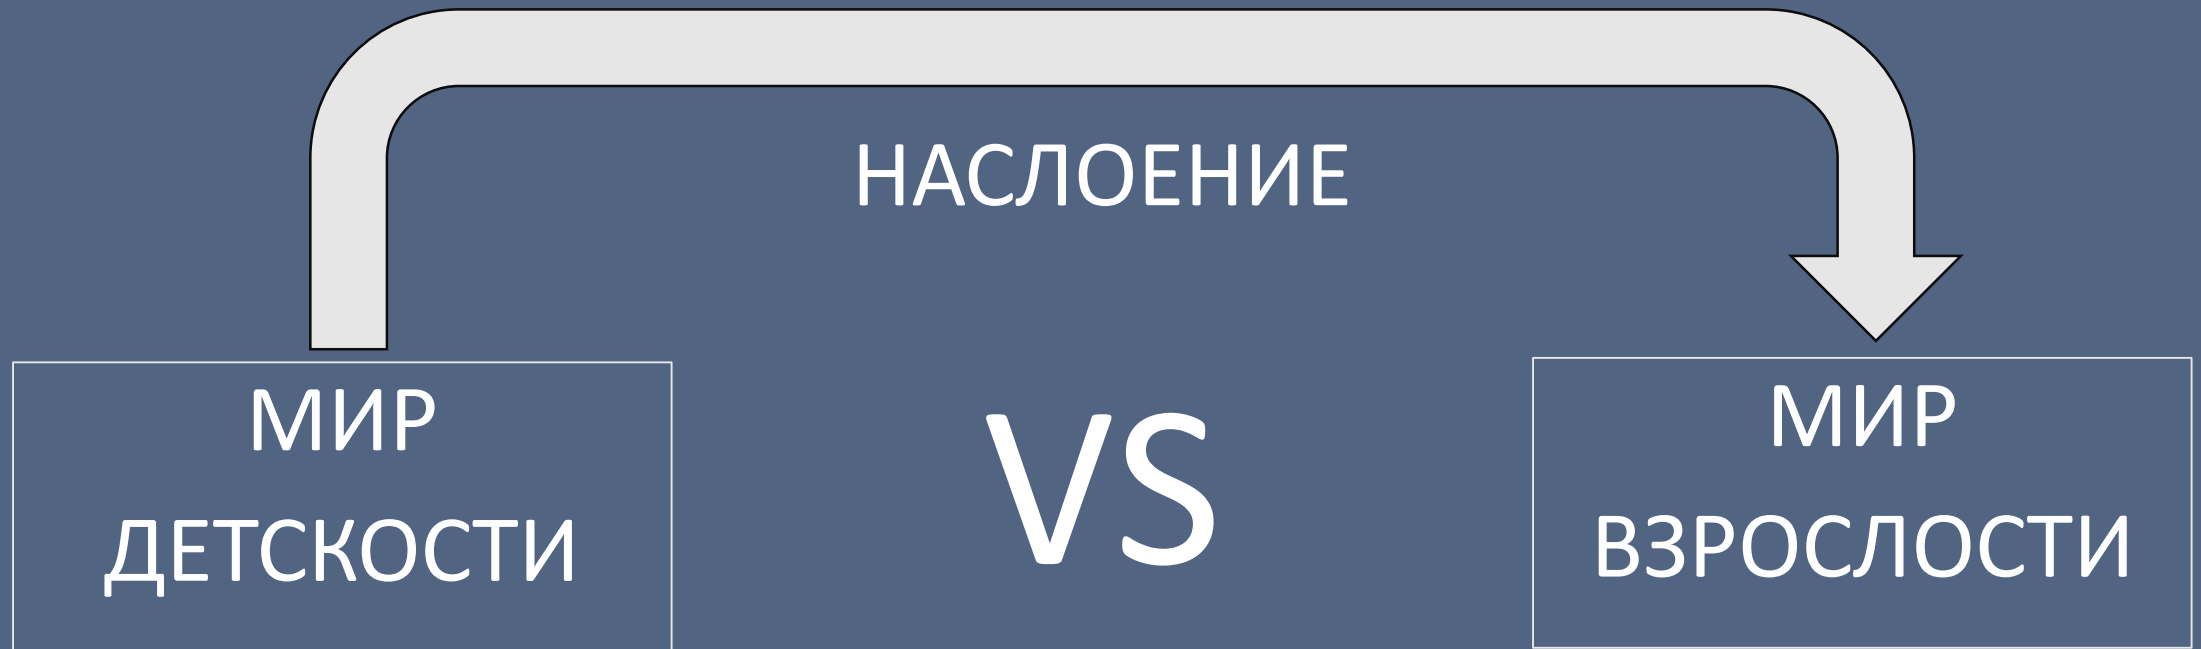 НАСЛОЕНИЕ
МИР
ДЕТСКОСТИ
VS
МИР
ВЗРОСЛОСТИ